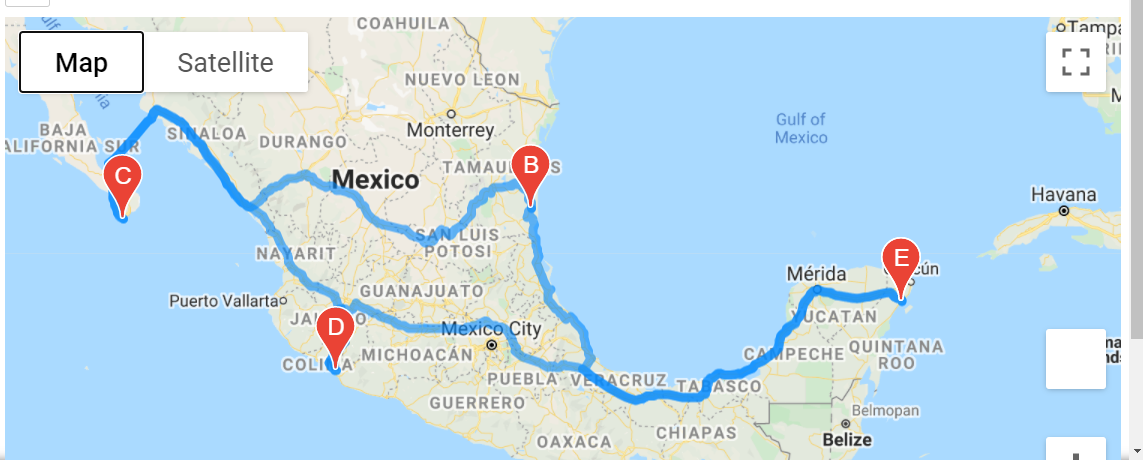 COAHUILA
Tampa
Map
Satellite
NUEVO LEON
Gulf of
Mexico
Monterrey
BAJA
ALIFORNIA SUR
SINALOA
DURANGO
TAMAULIPAS
B
C
Mexico
Havana
SAN LUIS
POTOSI
NAYARIT
E
Mérida
cún
Puerto Vallarta
GUANAJUATO
JALISCO
D
YUCATAN
Mexico City
COLIMA
MICHOACÁN
CAMPECHE
QUINTANA
ROO
PUEBLA
VERACRUZ
TABASCO
GUERRERO
Belmopan
CHIAPAS
OAXACA
Belize